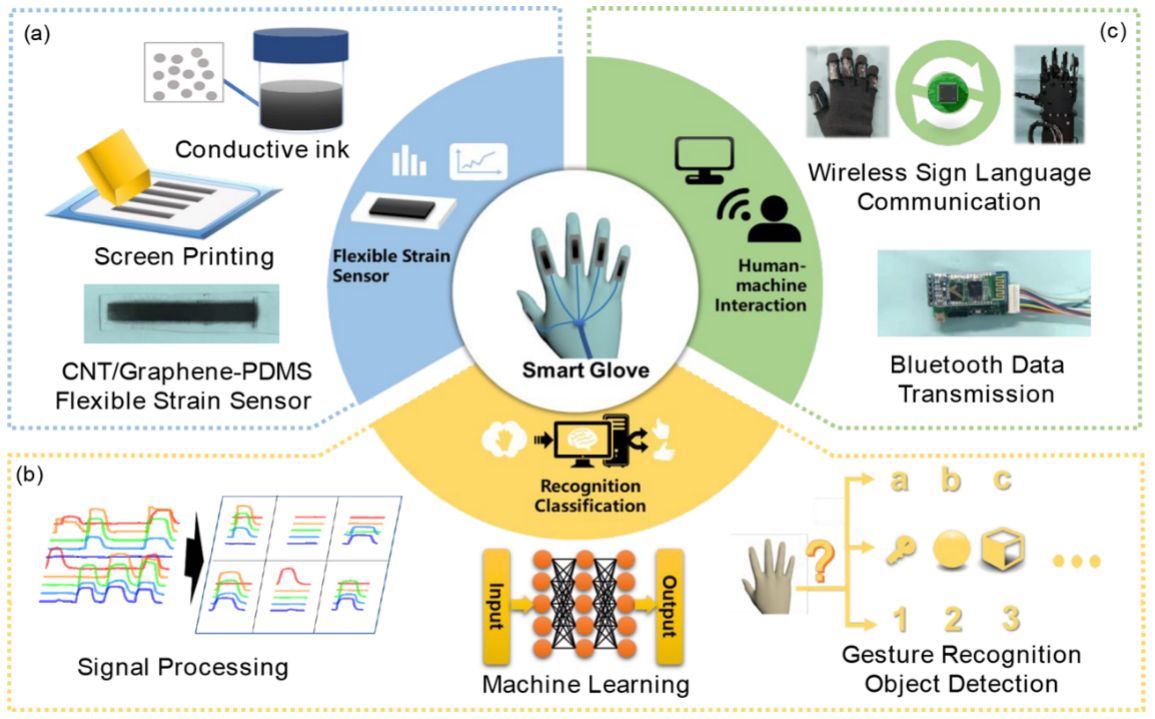 (a)
Conductive ink
Screen Printing
CNT/Graphene-PDMS
Flexible Strain Sensor
Flexible Strain
Sensor
Smart Glove
(c)
Wireless Sign Language
Communication
Human-
machine
Interaction
Bluetooth Data
Transmission
(b)
Recognition
Classification
Signal Processing
Input
Output
Machine Learning
?
a b c
1 2 3
Gesture Recognition
Object Detection